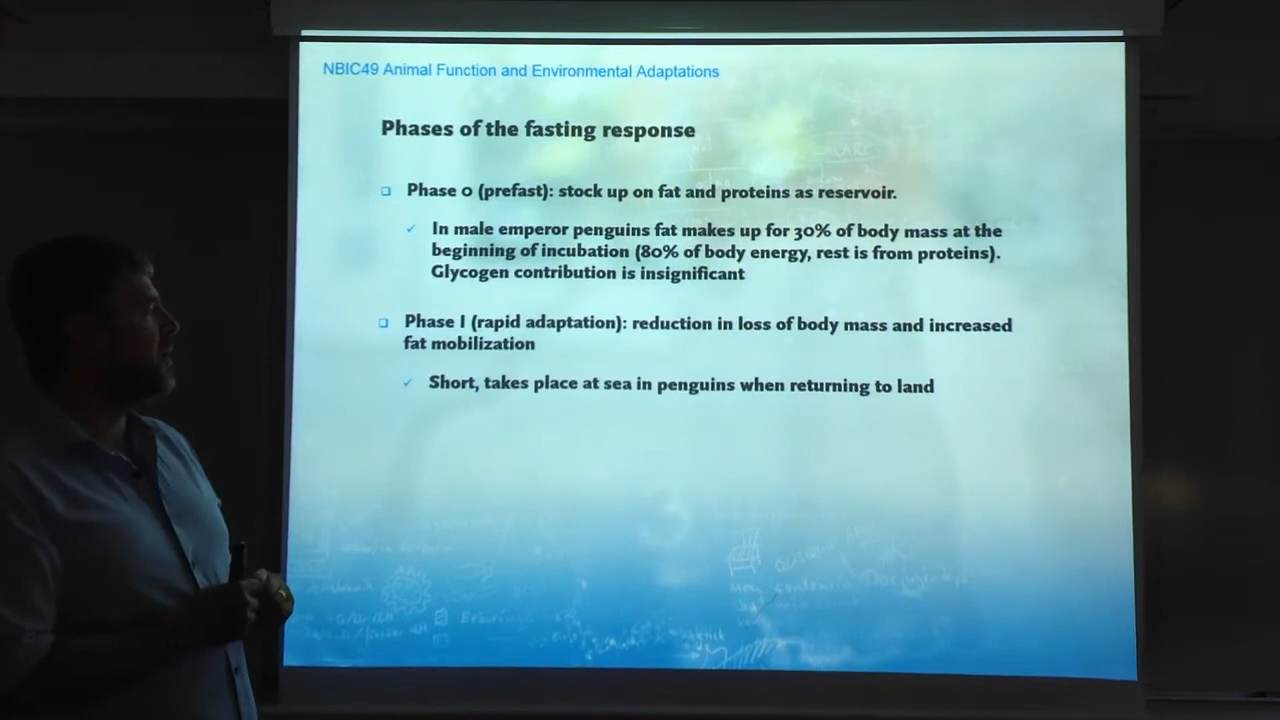 NBIC49 Animal Function and Environmental Adaptations
Phases of the fasting response
Phase 0 (prefast): stock up on fat and proteins as reservoir.
In male emperor penguins fat makes up for 30% of body mass at the
beginning of incubation (80% of body energy, rest is from proteins).
Glycogen contribution is insignificant
Phase I (rapid adaptation): reduction in loss of body mass and increased
fat mobilization
Short, takes place at sea in penguins when returning to land